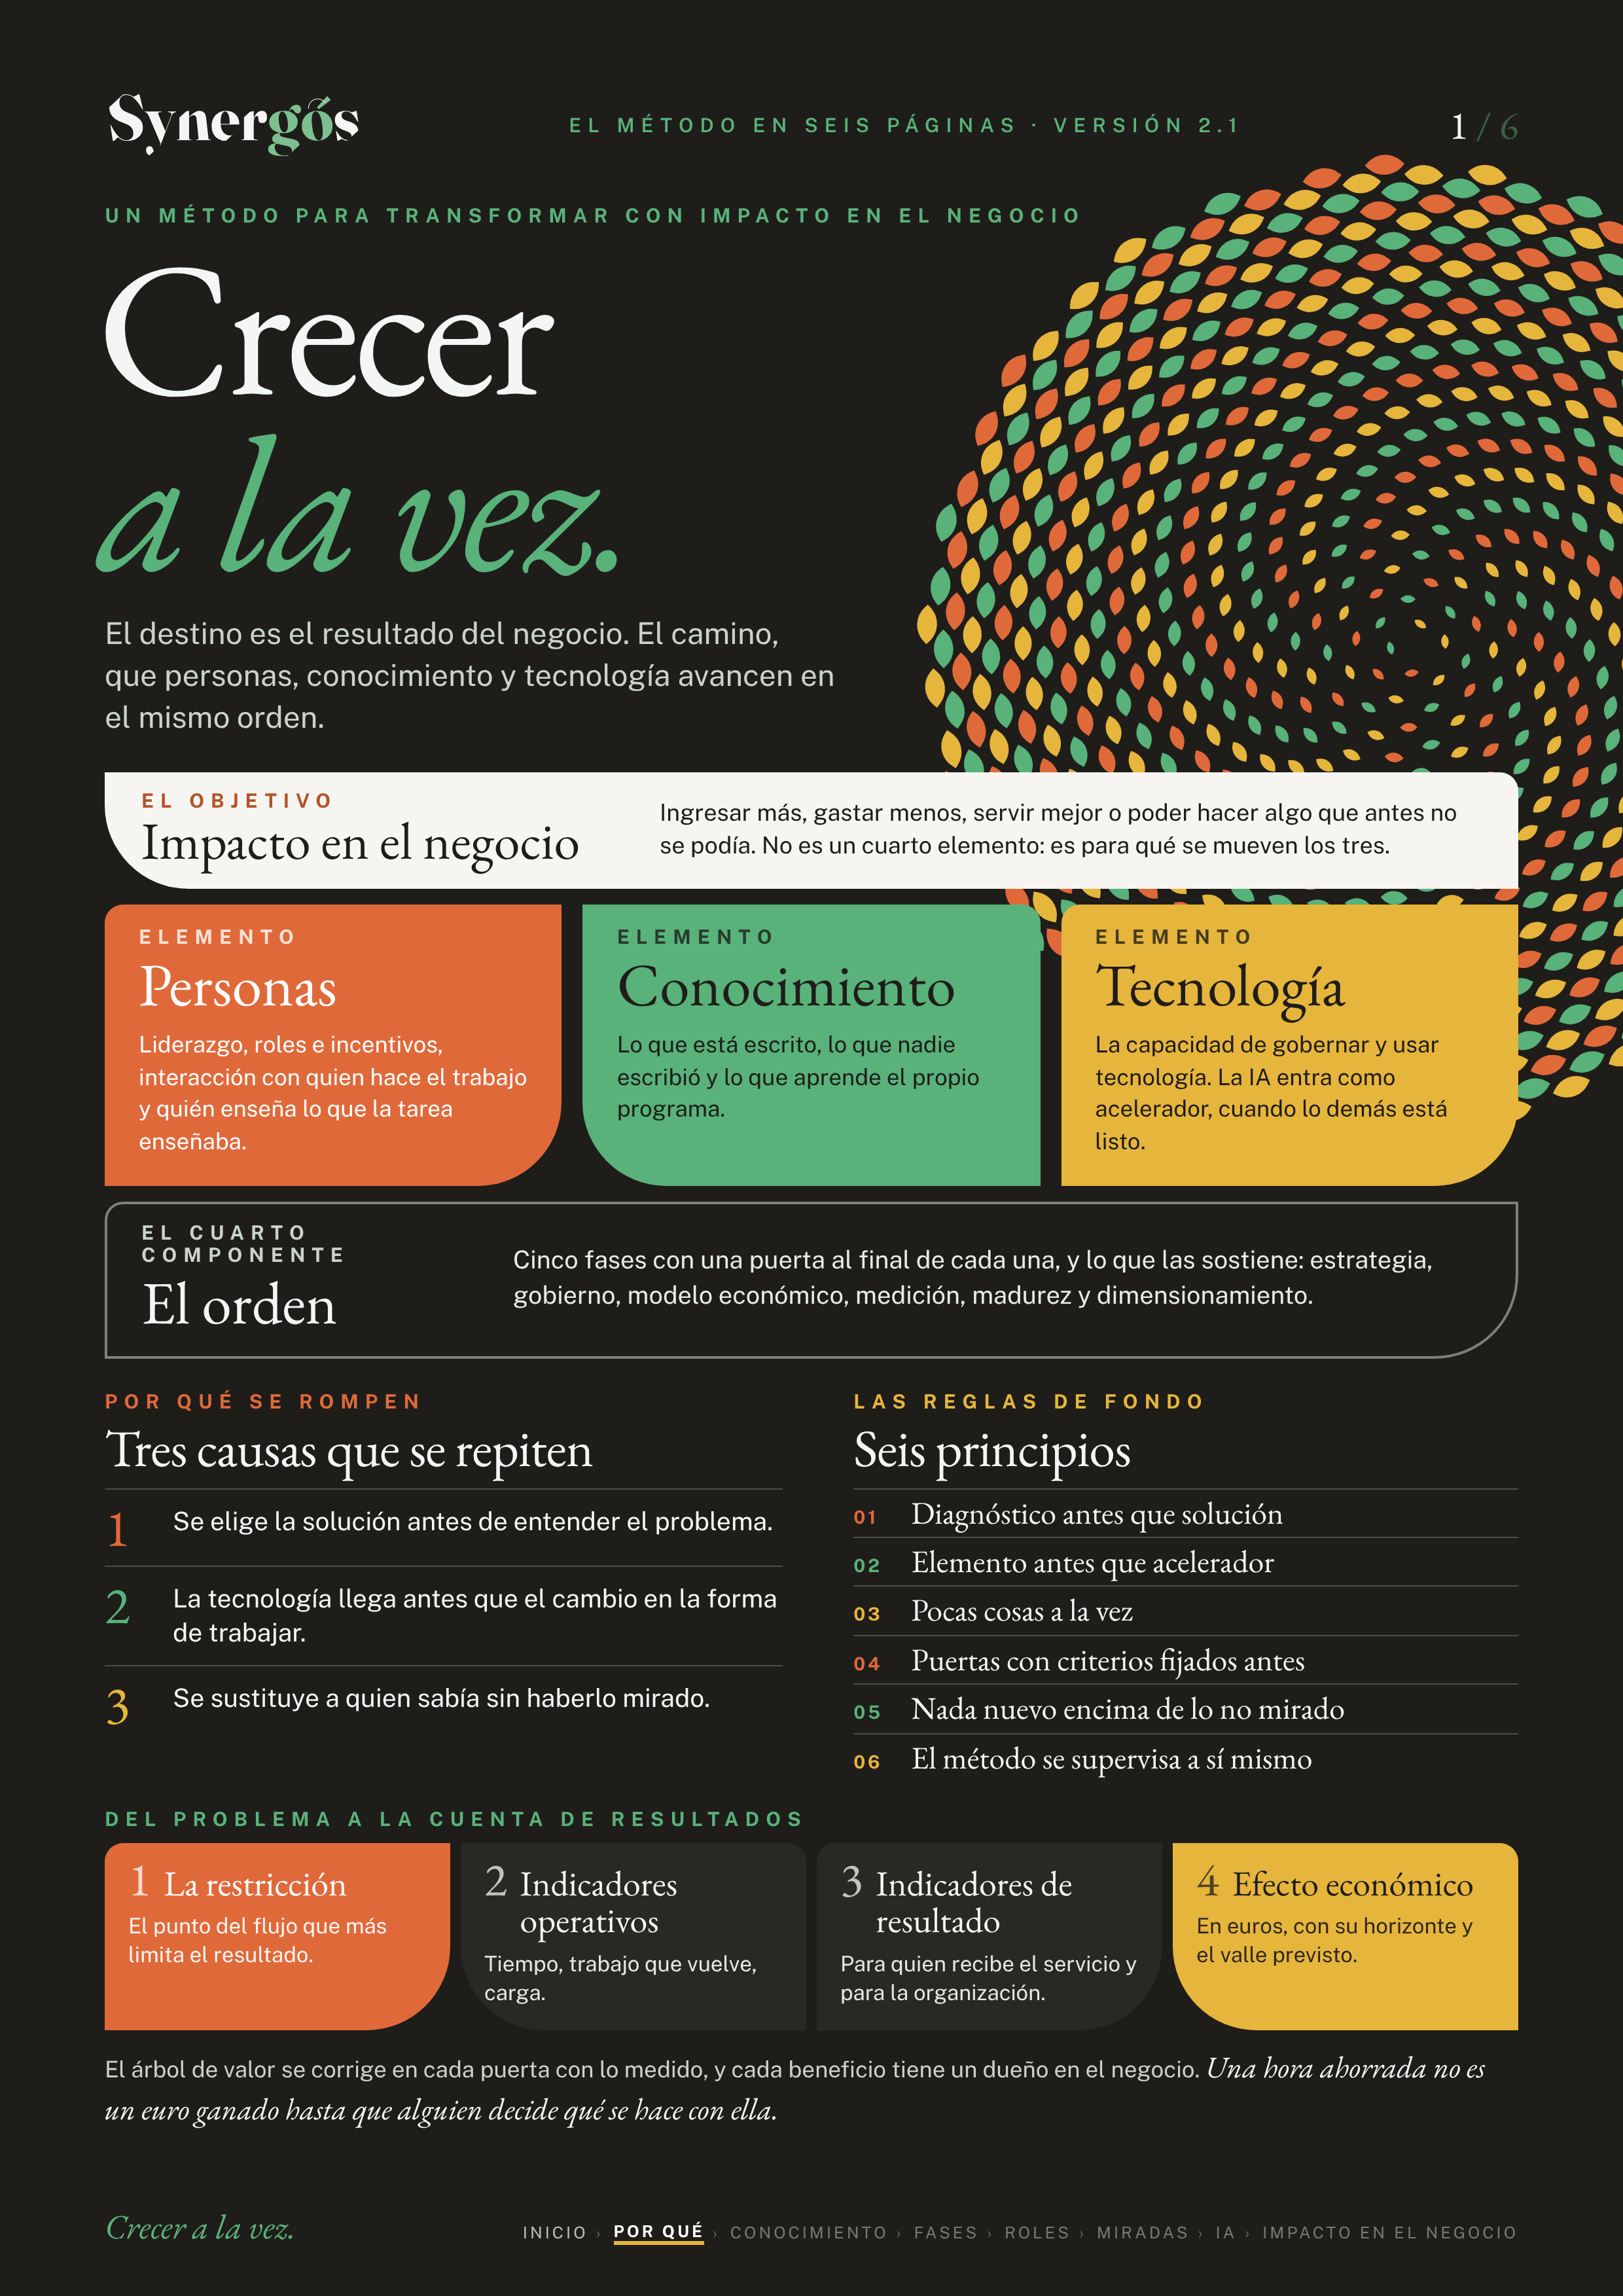 Synergós
EL MÉTODO EN SEIS PÁGINAS · VERSIÓN 2.1
1 / 6
UN MÉTODO PARA TRANSFORMAR CON IMPACTO EN EL NEGOCIO
Crecer
a la vez.
El destino es el resultado del negocio. El camino,
que personas, conocimiento y tecnología avancen en
el mismo orden.
EL OBJETIVO
Impacto en el negocio
Ingresar más, gastar menos, servir mejor o poder hacer algo que antes no
se podía. No es un cuarto elemento: es para qué se mueven los tres.
ELEMENTO
Personas
Liderazgo, roles e incentivos,
interacción con quien hace el trabajo
y quién enseña lo que la tarea
enseñaba.
ELEMENTO
Conocimiento
Lo que está escrito, lo que nadie
escribió y lo que aprende el propio
programa.
ELEMENTO
Tecnología
La capacidad de gobernar y usar
tecnología. La IA entra como
acelerador, cuando lo demás está
listo.
EL CUARTO
COMPONENTE
El orden
Cinco fases con una puerta al final de cada una, y lo que las sostiene: estrategia,
gobierno, modelo económico, medición, madurez y dimensionamiento.
POR QUÉ SE ROMPEN
Tres causas que se repiten
1 Se elige la solución antes de entender el problema.
2 La tecnología llega antes que el cambio en la forma
de trabajar.
3 Se sustituye a quien sabía sin haberlo mirado.
LAS REGLAS DE FONDO
Seis principios
01 Diagnóstico antes que solución
02 Elemento antes que acelerador
03 Pocas cosas a la vez
04 Puertas con criterios fijados antes
05 Nada nuevo encima de lo no mirado
06 El método se supervisa a sí mismo
DEL PROBLEMA A LA CUENTA DE RESULTADOS
1 La restricción
El punto del flujo que más
limita el resultado.
2 Indicadores
operativos
Tiempo, trabajo que vuelve,
carga.
3 Indicadores de
resultado
Para quien recibe el servicio y
para la organización.
4 Efecto económico
En euros, con su horizonte y
el valle previsto.
El árbol de valor se corrige en cada puerta con lo medido, y cada beneficio tiene un dueño en el negocio. Una hora ahorrada no es
un euro ganado hasta que alguien decide qué se hace con ella.
Crecer a la vez.
INICIO › POR QUÉ › CONOCIMIENTO › FASES › ROLES › MIRADAS › IA › IMPACTO EN EL NEGOCIO